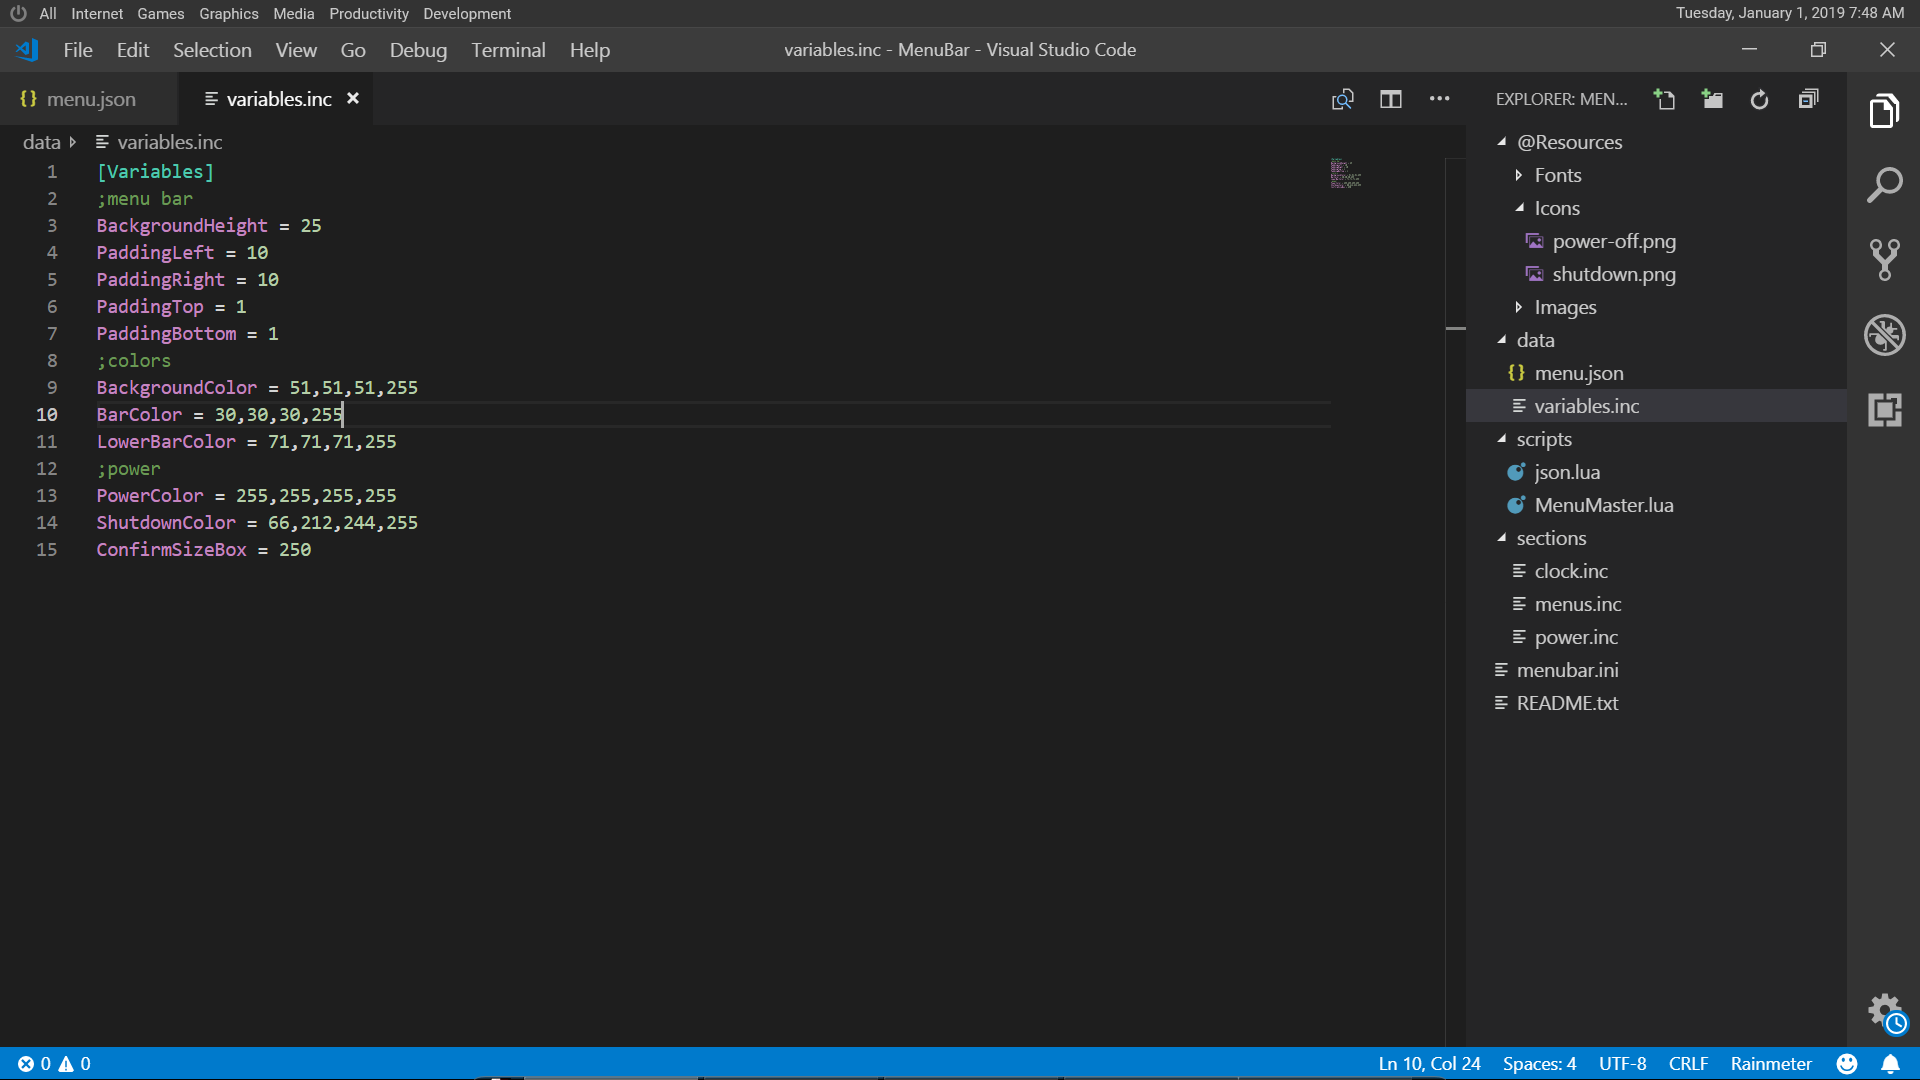 All Internet Games Graphics Media Productivity Development
Tuesday, January 1, 2019 7:48 AM
File Edit Selection View Go Debug Terminal Help
variables.inc - MenuBar - Visual Studio Code
{} menu.json
variables.inc ×
data
variables.inc
1 [Variables]
2 ;menu bar
3 BackgroundHeight = 25
4 PaddingLeft = 10
5 PaddingRight = 10
6 PaddingTop = 1
7 PaddingBottom = 1
8 ;colors
9 BackgroundColor = 51,51,51,255
10 BarColor = 30,30,30,255
11 LowerBarColor = 71,71,71,255
12 ;power
13 PowerColor = 255,255,255,255
14 ShutdownColor = 66,212,244,255
15 ConfirmSizeBox = 250
EXPLORER: MEN...
@Resources
Fonts
Icons
power-off.png
shutdown.png
Images
data
{} menu.json
variables.inc
scripts
json.lua
MenuMaster.lua
sections
clock.inc
menus.inc
power.inc
menubar.ini
README.txt
0 0
Ln 10, Col 24 Spaces: 4 UTF-8 CRLF Rainmeter